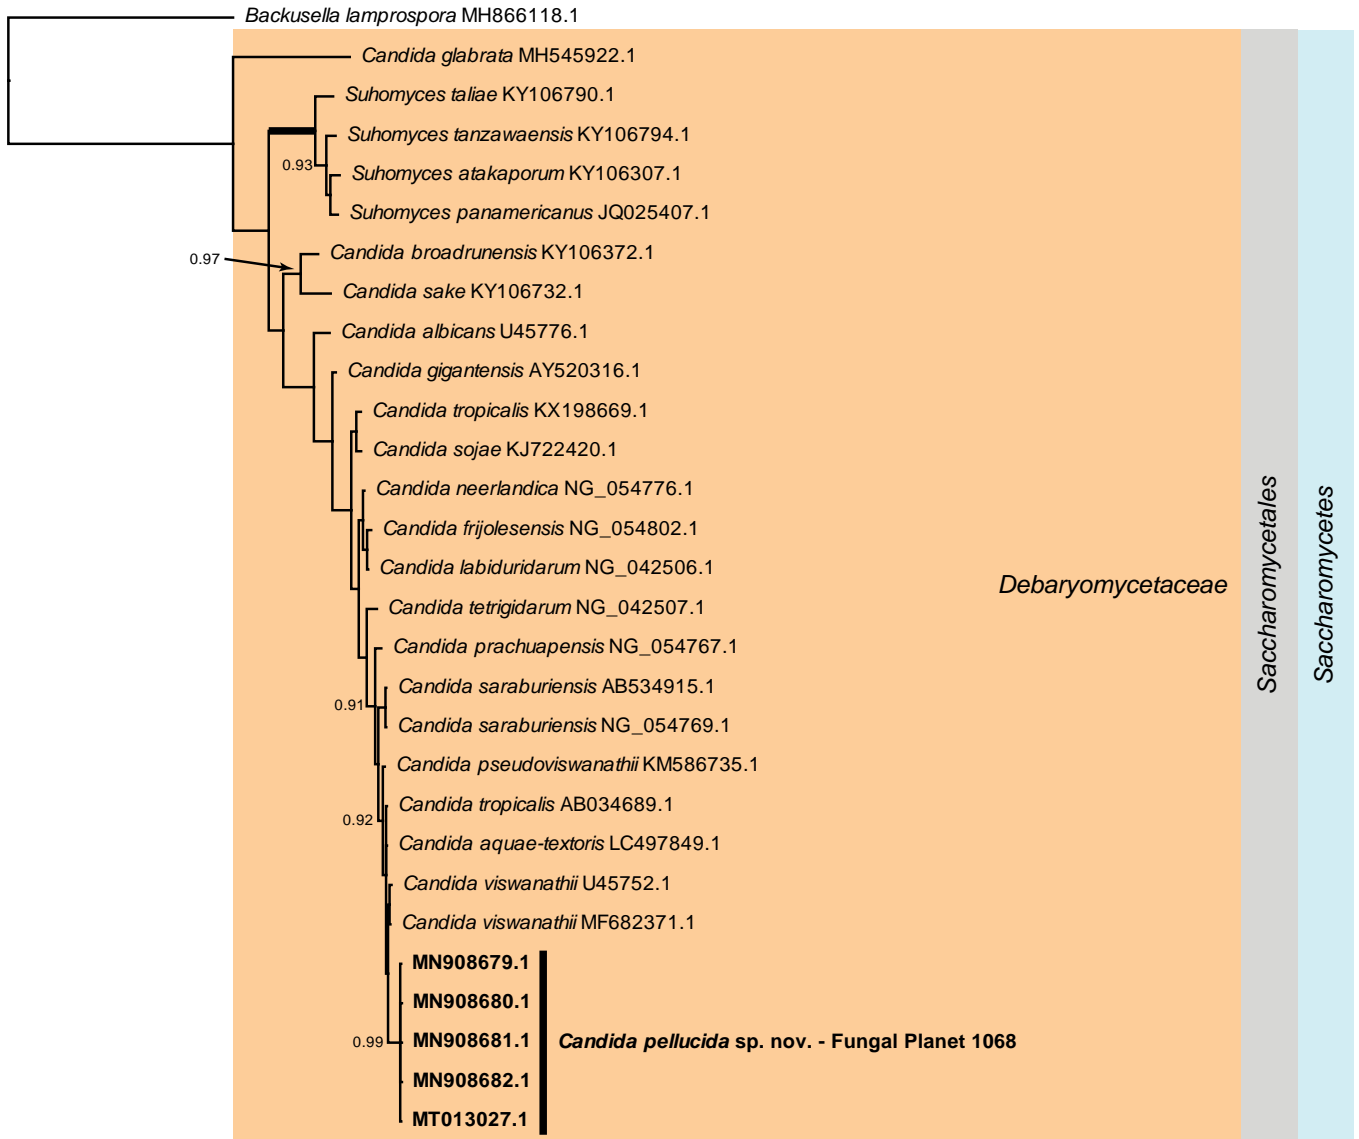 Backusella lamprospora MH866118.1
Candida glabrata MH545922.1
Suhomyces taliae KY106790.1
Suhomyces tanzawaensis KY106794.1
0.93
Suhomyces atakaporum KY106307.1
Suhomyces panamericanus JQ025407.1
Candida broadrunensis KY106372.1
0.97
Candida sake KY106732.1
Candida albicans U45776.1
Candida gigantensis AY520316.1
Candida tropicalis KX198669.1
Candida sojae KJ722420.1
Candida neerlandica NG_054776.1
Candida frijolesensis NG_054802.1
Candida labiduridarum NG_042506.1
Debaryomycetaceae
Saccharomycetales
Saccharomycetes
Candida tetrigidarum NG_042507.1
Candida prachuapensis NG_054767.1
Candida saraburiensis AB534915.1
0.91
Candida saraburiensis NG_054769.1
Candida pseudoviswanathii KM586735.1
Candida tropicalis AB034689.1
0.92
Candida aquae-textoris LC497849.1
Candida viswanathii U45752.1
Candida viswanathii MF682371.1
MN908679.1
MN908680.1
0.99
MN908681.1
Candida pellucida sp. nov. - Fungal Planet 1068
MN908682.1
MT013027.1